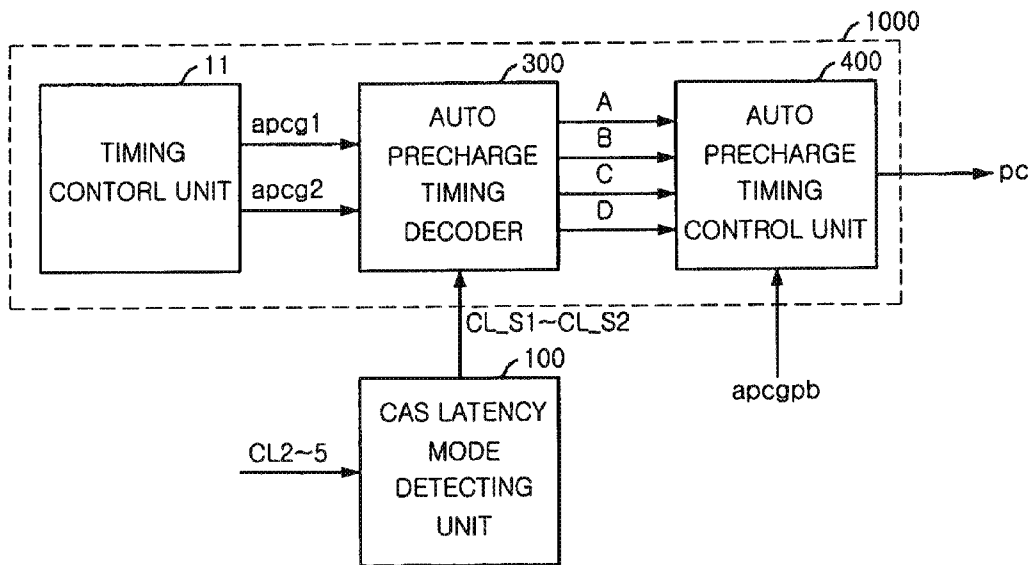 1000
11
300
400
TIMING
CONTORL UNIT
apcg1
apcg2
AUTO
PRECHARGE
TIMING
DECODER
A
B
C
D
AUTO
PRECHARGE
TIMING
CONTROL UNIT
pc
CL_S1~CL_S2
apcgpb
100
CL2~5
CAS LATENCY
MODE
DETECTING
UNIT